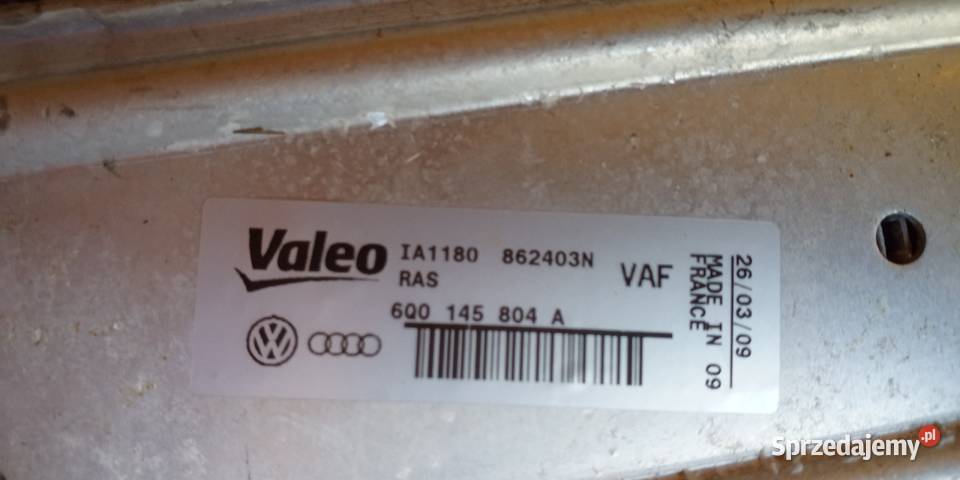 Valeo IA1180 862403N VAF
RAS
6Q0 145 804 A
26/03/09
MADE IN 09
FRANCE
Sprzedajemy.pl